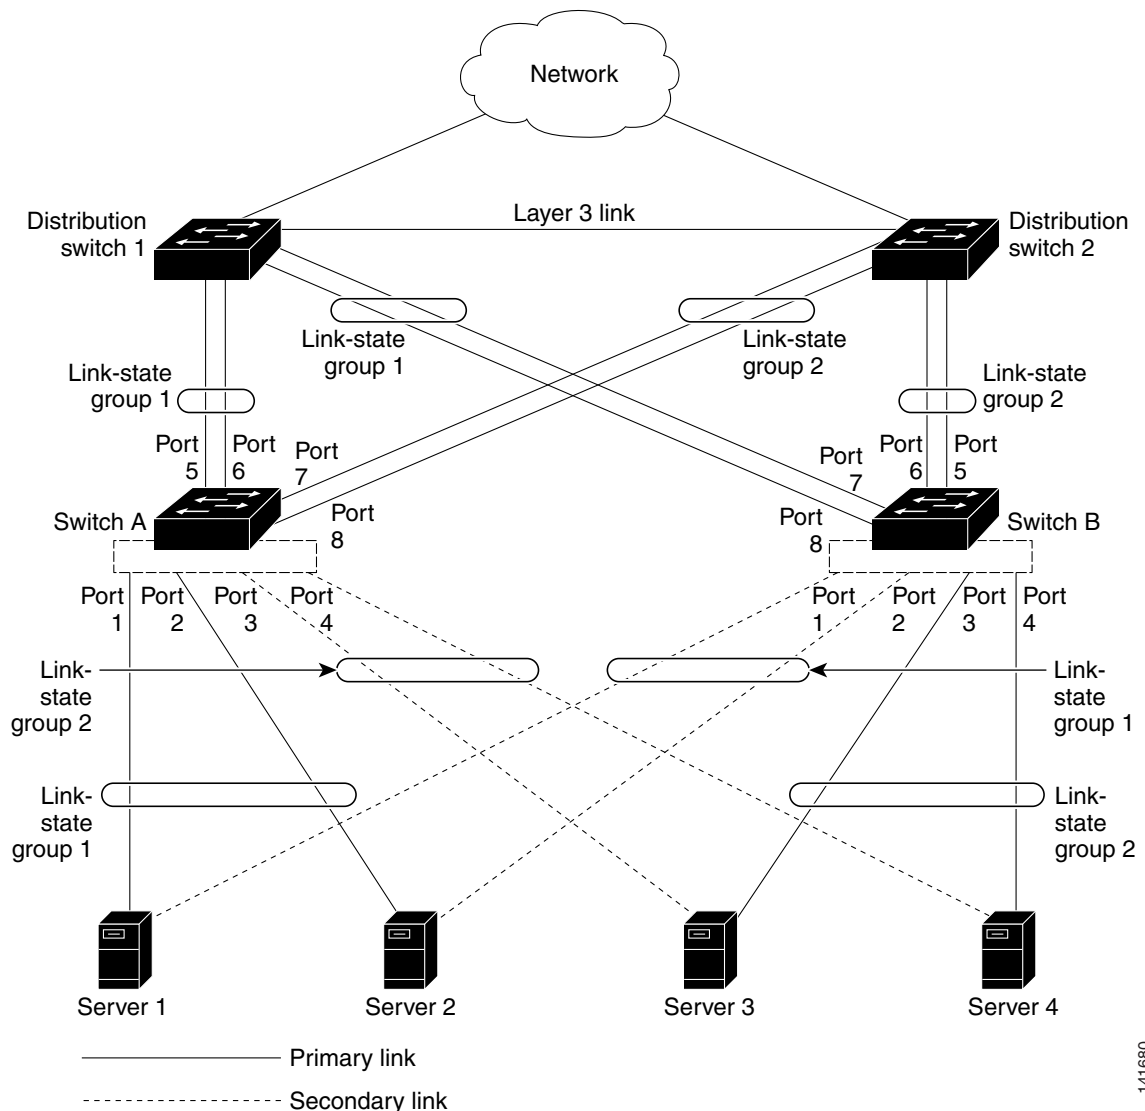 Network
Layer 3 link
Distribution
switch 1
Distribution
switch 2
Link-state
group 1
Link-state
group 2
Link-state
group 1
Link-state
group 2
Port
5
Port
6
Port
7
Port
8
Port
7
Port
6
Port
5
Port
8
Switch A
Switch B
Port
1
Port
2
Port
3
Port
4
Port
1
Port
2
Port
3
Port
4
Link-
state
group 2
Link-
state
group 1
Link-
state
group 1
Link-
state
group 2
Server 1
Server 2
Server 3
Server 4
Primary link
Secondary link
141680